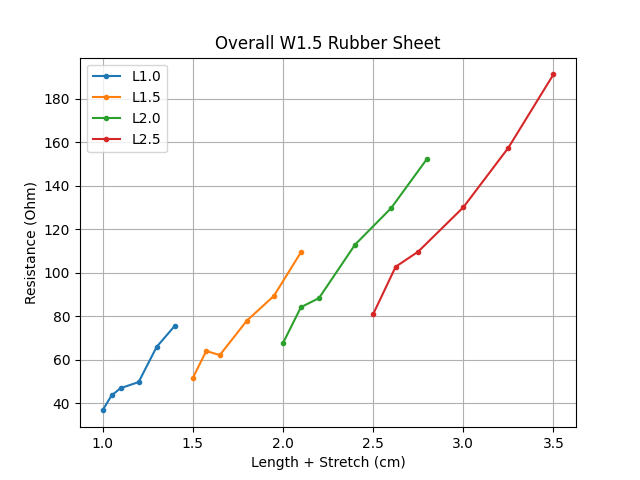 Overall W1.5 Rubber Sheet
L1.0
L1.5
L2.0
L2.5
Resistance (Ohm)
180
160
140
120
100
80
60
40
1.0 1.5 2.0 2.5 3.0 3.5
Length + Stretch (cm)